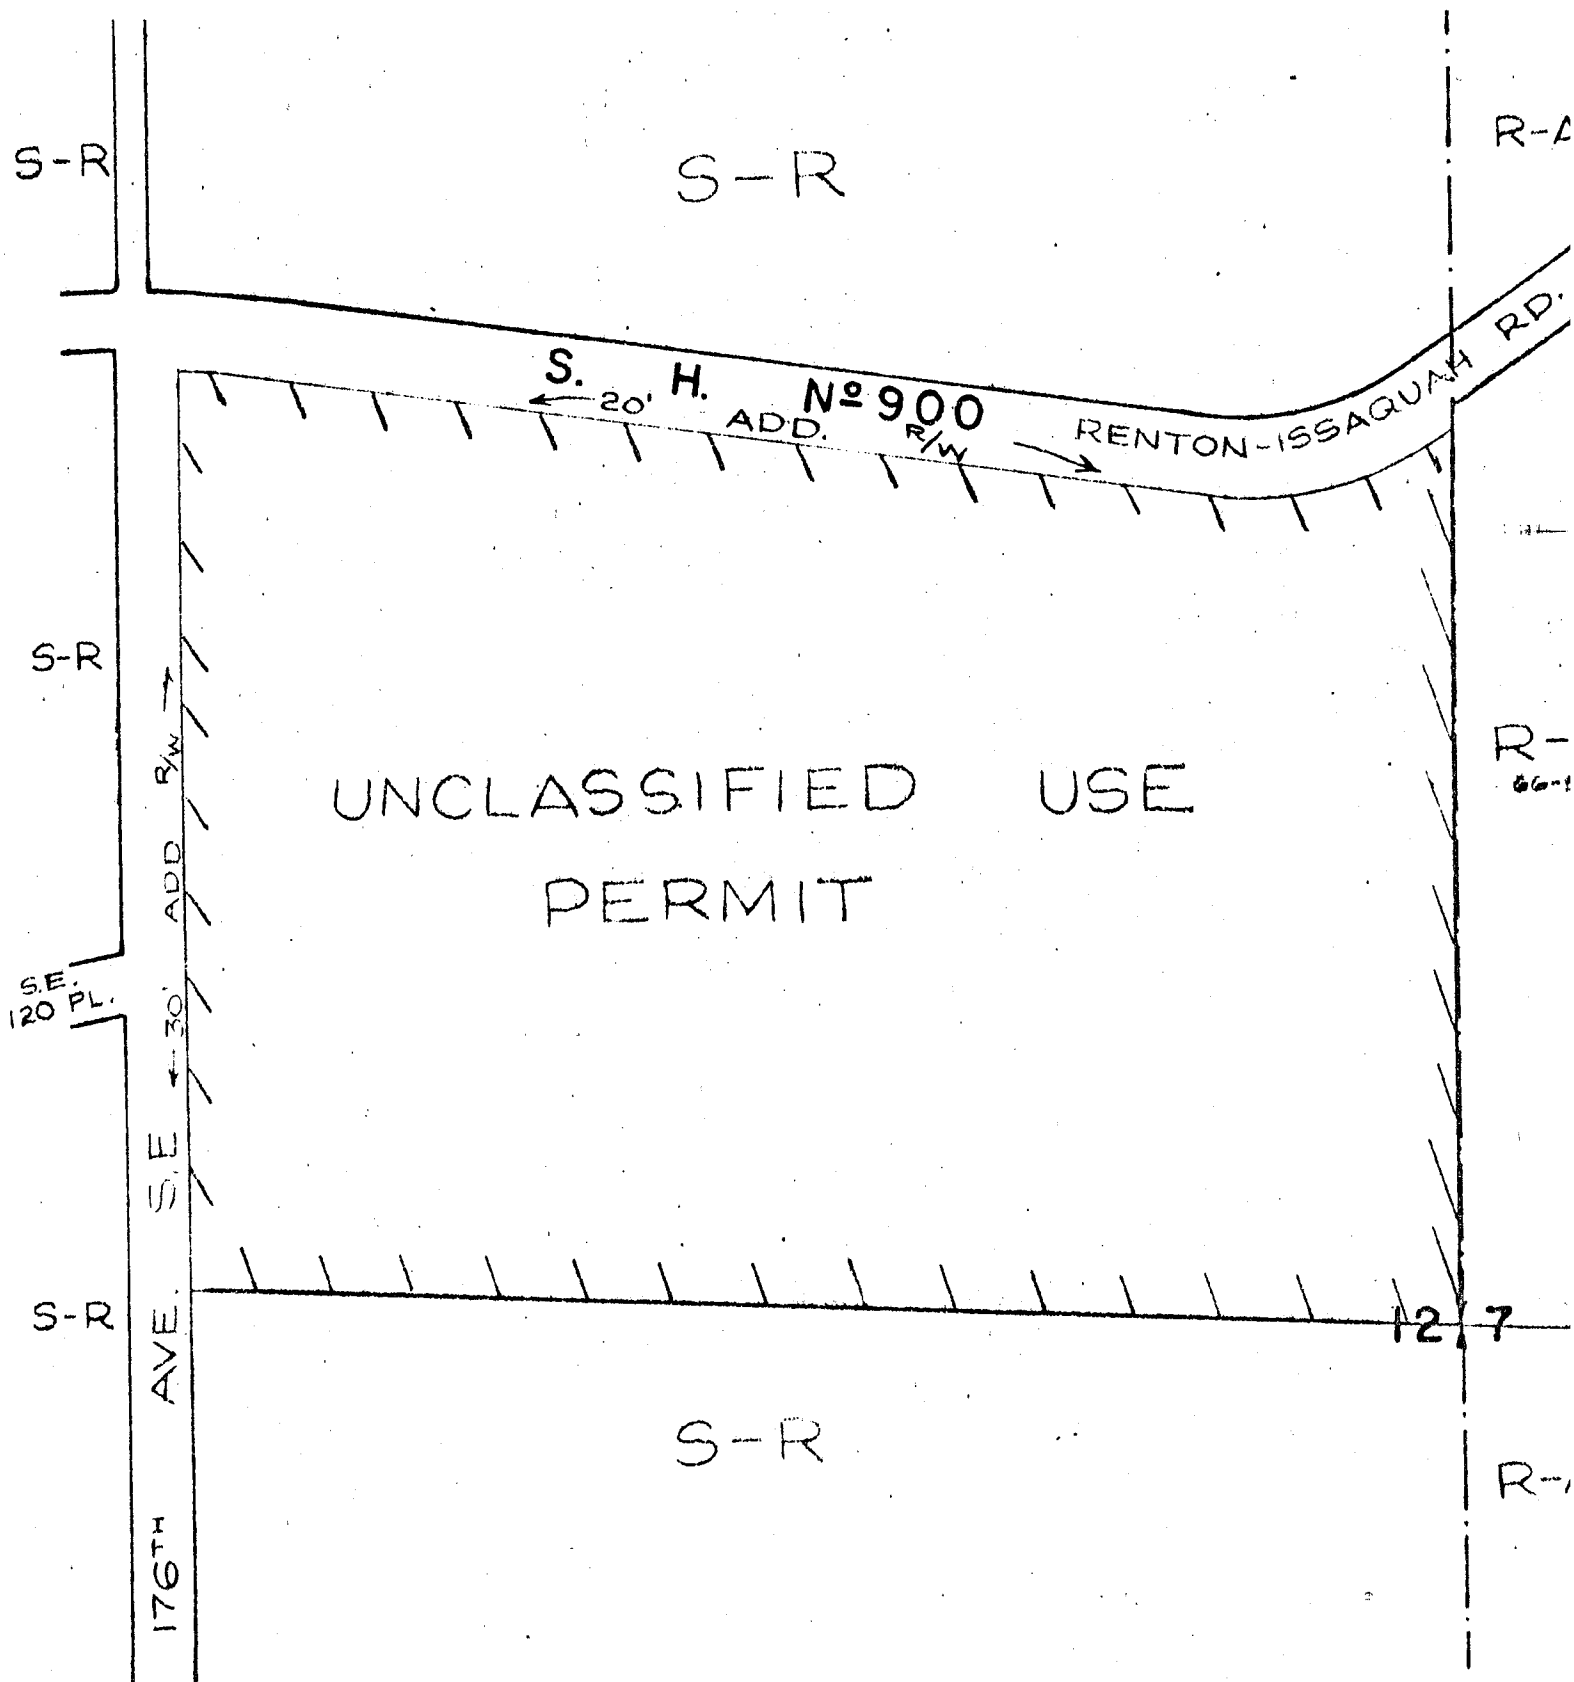 S-R
S-R
R-A
S. H. Nº 900
20' ADD. R/W
RENTON-ISSAQUAH RD.
S-R
R-
UNCLASSIFIED USE
PERMIT
30' ADD R/W
S.E.
120 PL.
S-R
12 7
S-R
R-
176TH AVE. S.E